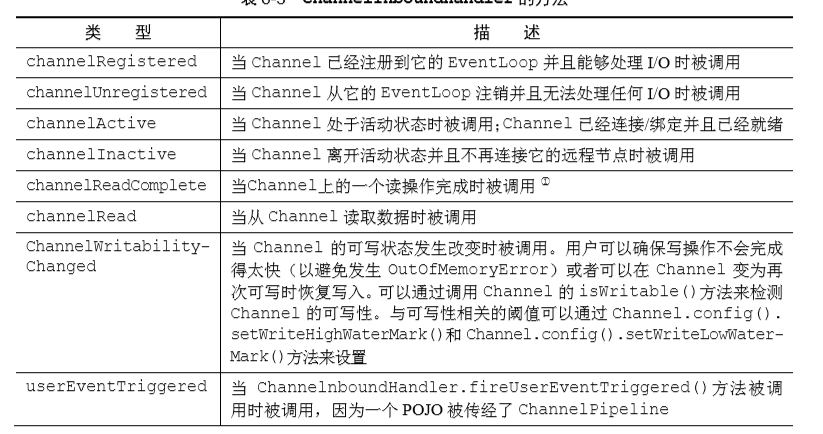 表 6-3 ChannelInboundHandler 的方法
类 型 描 述
channelRegistered 当 Channel 已经注册到它的 EventLoop 并且能够处理 I/O 时被调用
channelUnregistered 当 Channel 从它的 EventLoop 注销并且无法处理任何 I/O 时被调用
channelActive 当 Channel 处于活动状态时被调用;Channel 已经连接/绑定并且已经就绪
channelInactive 当 Channel 离开活动状态并且不再连接它的远程节点时被调用
channelReadComplete 当Channel上的一个读操作完成时被调用 ①
channelRead 当从 Channel 读取数据时被调用
ChannelWritability-
Changed
当 Channel 的可写状态发生改变时被调用。用户可以确保写操作不会完成
得太快（以避免发生 OutOfMemoryError）或者可以在 Channel 变为再
次可写时恢复写入。可以通过调用 Channel 的 isWritable()方法来检测
Channel 的可写性。与可写性相关的阈值可以通过 Channel.config().
setWriteHighWaterMark()和 Channel.config().setWriteLowWater-
Mark()方法来设置
userEventTriggered 当 ChannelnboundHandler.fireUserEventTriggered()方法被调
用时被调用，因为一个 POJO 被传经了 ChannelPipeline